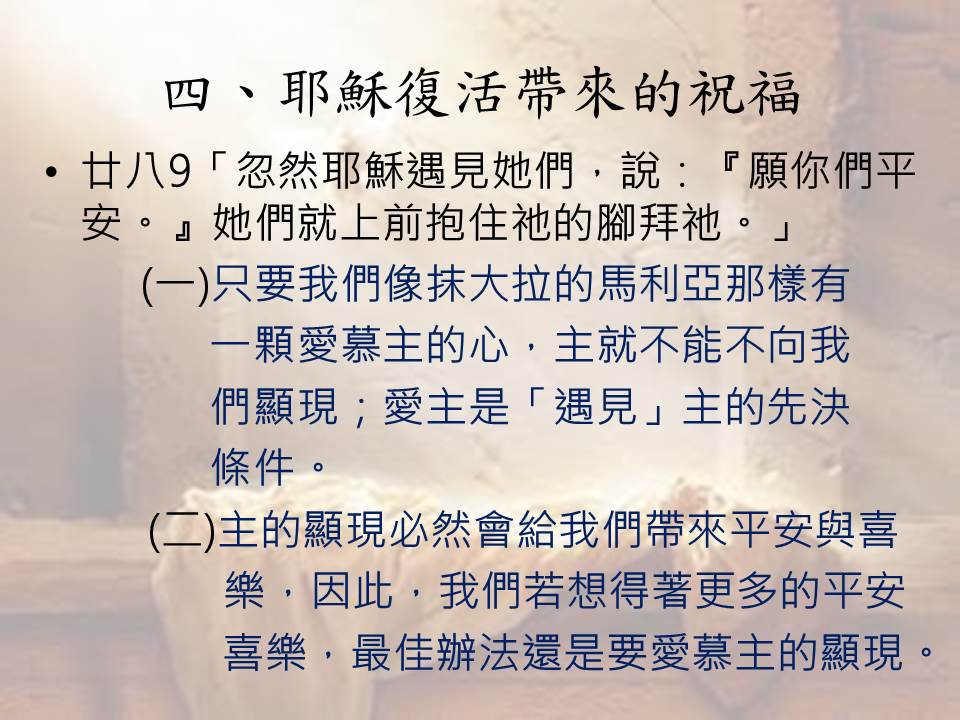 四、耶穌復活帶來的祝福
• 廿八9「忽然耶穌遇見她們，說：『願你們平
安。』她們就上前抱住祂的腳拜祂。」
(一)只要我們像抹大拉的馬利亞那樣有
一顆愛慕主的心，主就不能不向我
們顯現；愛主是「遇見」主的先決
條件。
(二)主的顯現必然會給我們帶來平安與喜
樂，因此，我們若想得著更多的平安
喜樂，最佳辦法還是要愛慕主的顯現。